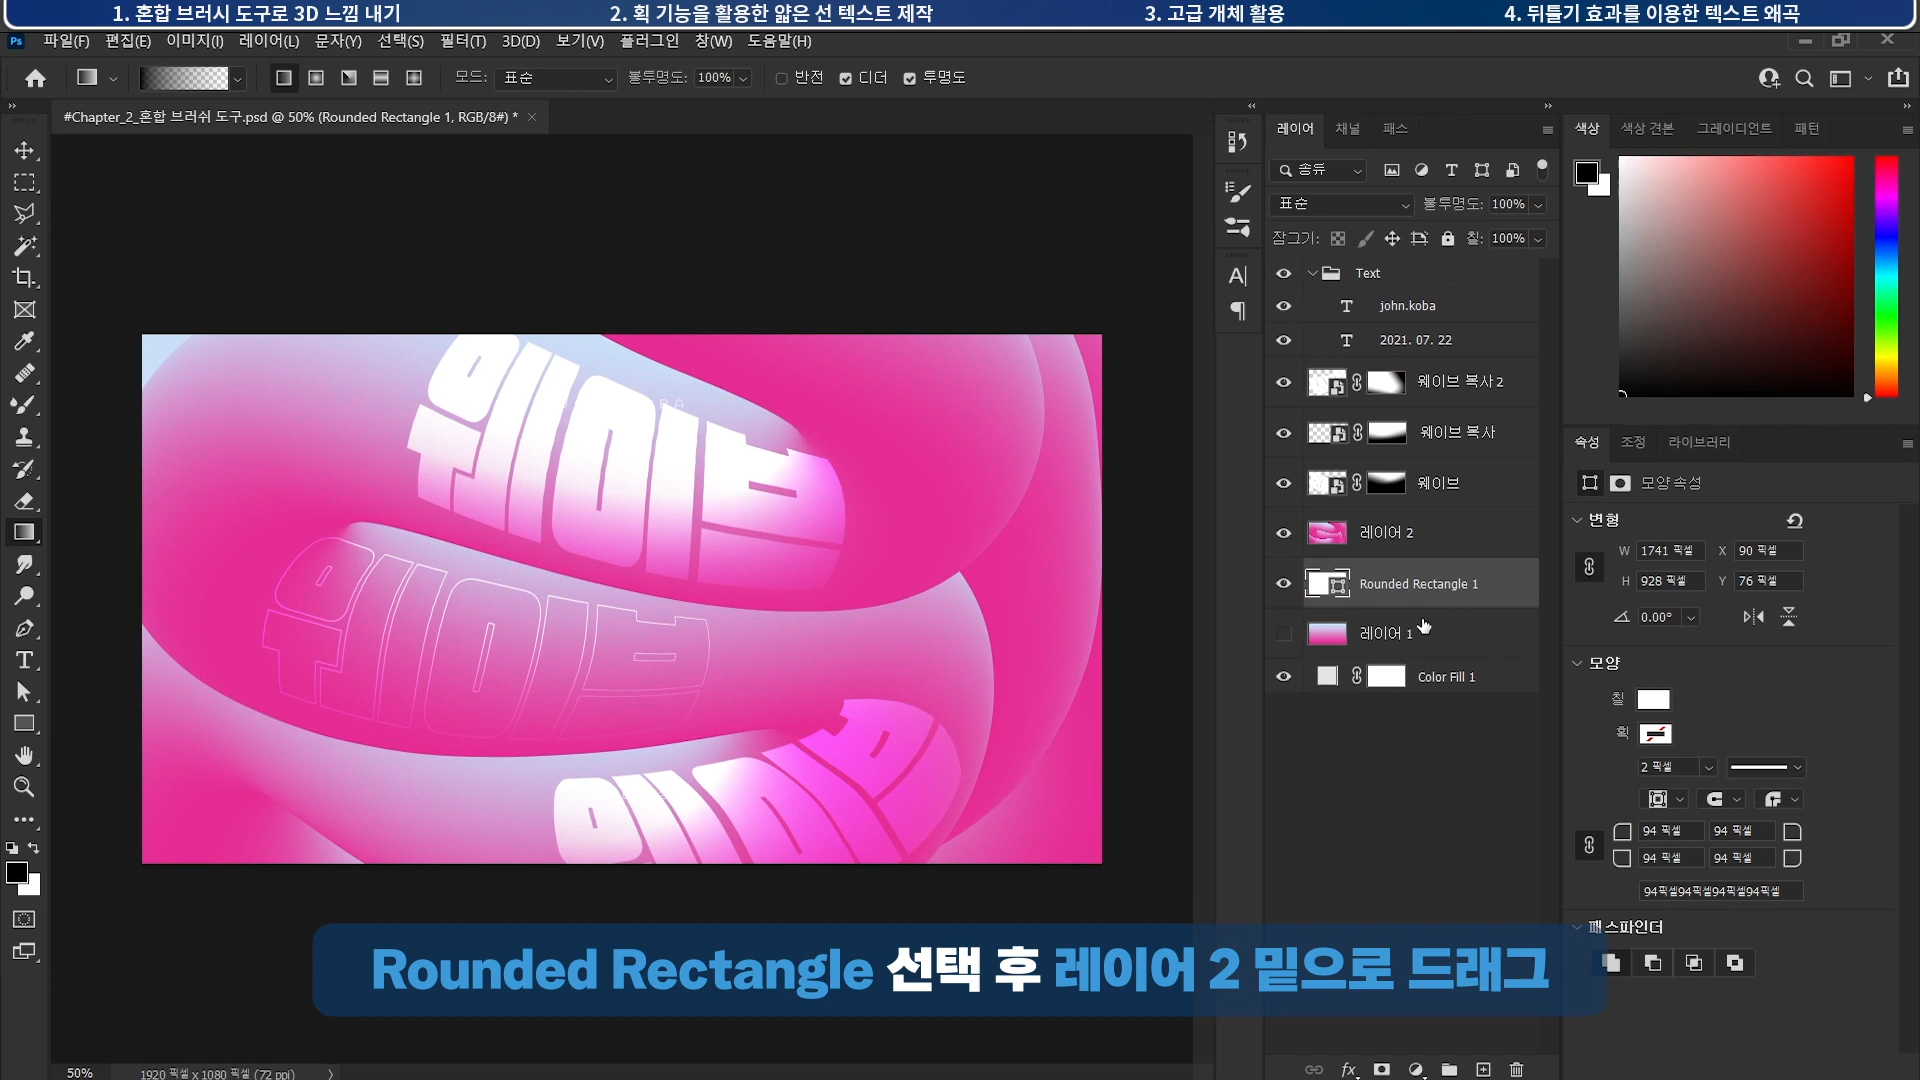 1. 혼합 브러시 도구로 3D 느낌 내기 2. 획 기능을 활용한 얇은 선 텍스트 제작 3. 고급 개체 활용 4. 뒤틀기 효과를 이용한 텍스트 왜곡
Ps 파일(F) 편집(E) 이미지(I) 레이어(L) 문자(Y) 선택(S) 필터(T) 3D(D) 보기(V) 플러그인 창(W) 도움말(H)
모드: 표준 불투명도: 100% 반전 디더 투명도
#Chapter_2_혼합 브러쉬 도구.psd @ 50% (Rounded Rectangle 1, RGB/8#) *
레이어 채널 패스
종류
표준 불투명도: 100%
잠그기: 칠: 100%
Text
john.koba
2021. 07. 22
웨이브 복사 2
웨이브 복사
웨이브
레이어 2
Rounded Rectangle 1
레이어 1
Color Fill 1
색상 색상 견본 그레이디언트 패턴
속성 조정 라이브러리
모양 속성
변형
W 1741 픽셀 X 90 픽셀
H 928 픽셀 Y 76 픽셀
0.00°
모양
칠
획
2 픽셀
94 픽셀 94 픽셀
94 픽셀 94 픽셀
94픽셀94픽셀94픽셀94픽셀
패스파인더
Rounded Rectangle 선택 후 레이어 2 밑으로 드래그
50% 1920 픽셀 x 1080 픽셀 (72 ppi)